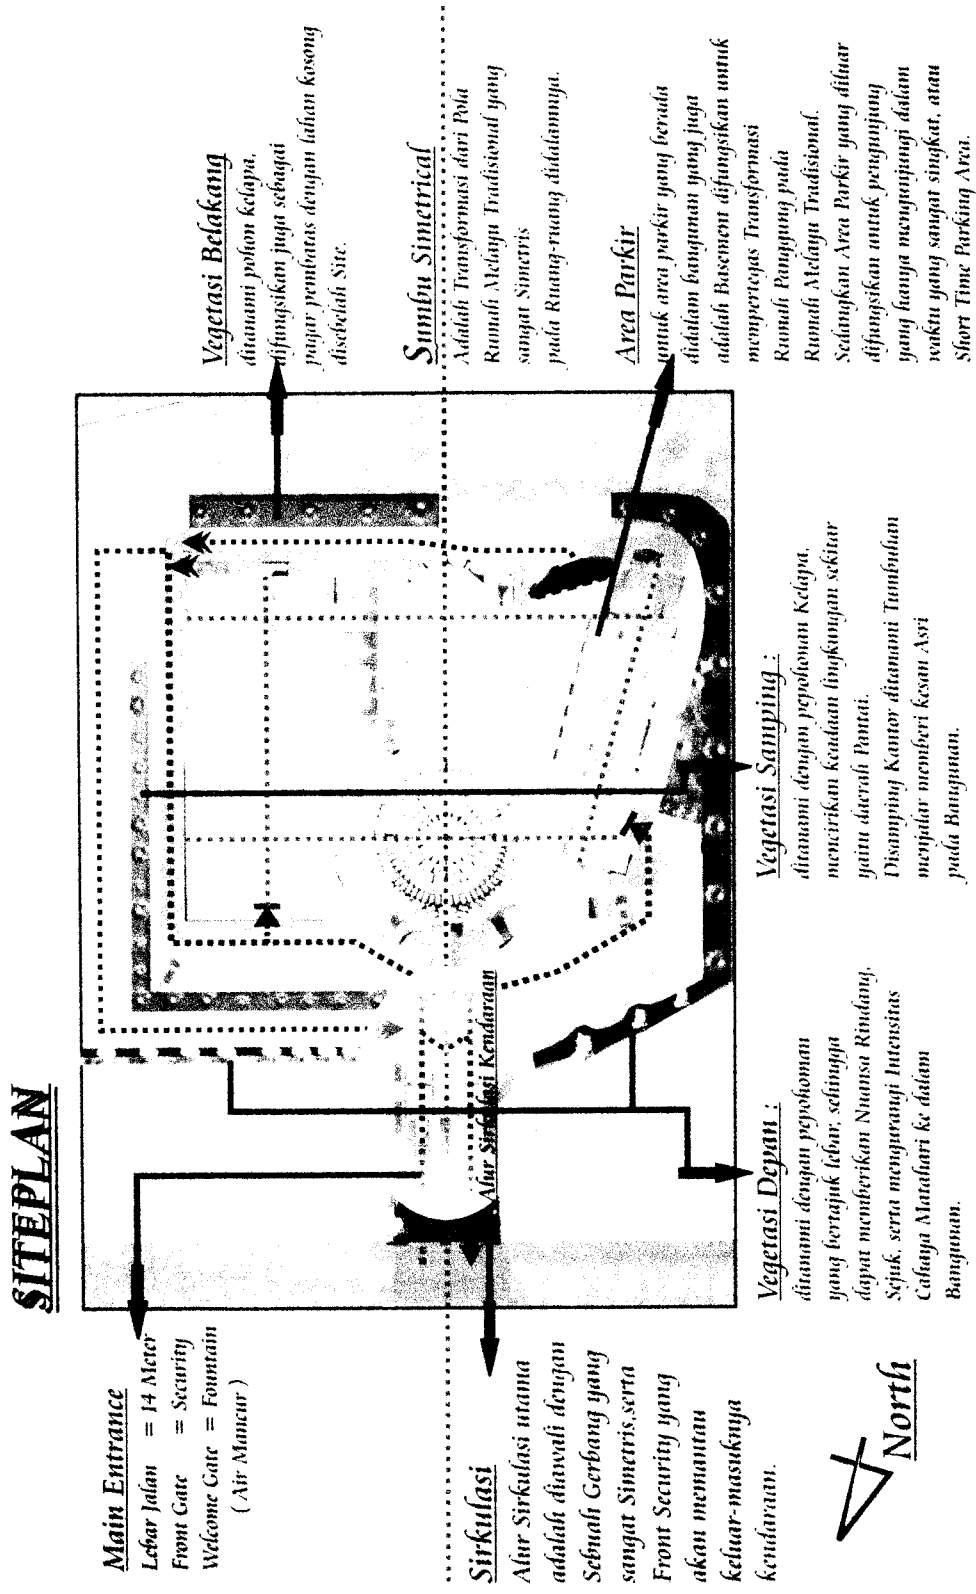 SITEPLAN
Main Entrance
Lebar Jalan = 14 Meter
Front Gate = Security
Welcome Gate = Fountain
( Air Mancur )
Sirkulasi
Alur Sirkulasi utama
adalah diawali dengan
Sebuah Gerbang yang
sangat Simetris,serta
Front Security yang
akan memantau
keluar-masuknya
kendaraan.
North
Alur Sirkulasi Kendaraan
Vegetasi Depan :
ditanami dengan pepohoman
yang bertajuk lebar, sehingga
dapat memberikan Nuansa Rindang,
Sejuk, serta mengurangi Intensitas
Cahaya Matahari ke dalam
Bangunan.
Vegetasi Samping :
ditanami dengan pepohonan Kelapa,
mencirikan keadaan lingkungan sekitar
yaitu daerah Pantai.
Disamping Kantor ditanami Tumbuhan
menjalar memberi kesan Asri
pada Bangunan.
Vegetasi Belakang
ditanami pohon kelapa,
difungsikan juga sebagai
pagar pembatas dengan lahan kosong
disebelah Site.
Sumbu Simetrical
Adalah Transformasi dari Pola
Rumah Melayu Tradisional yang
sangat Simetris
pada Ruang-ruang didalamnya.
Area Parkir
untuk area parkir yang berada
didalam bangunan yang juga
adalah Basement difungsikan untuk
mempertegas Transformasi
Rumah Panggung pada
Rumah Melayu Tradisional.
Sedangkan Area Parkir yang diluar
difungsikan untuk pengunjung
yang hanya mengunjungi dalam
waktu yang sangat singkat, atau
Short Time Parking Area.